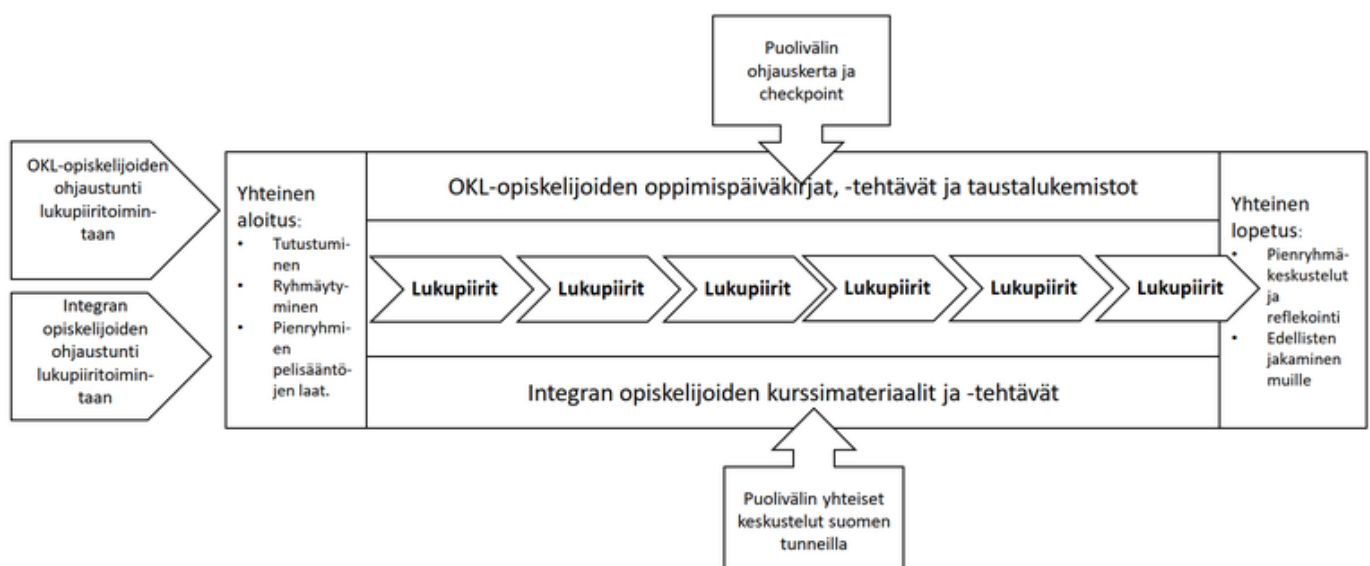 Puolivälin
ohjauskerta ja
checkpoint
OKL-opiskelijoiden
ohjaustunti
lukupiiritoimin-
taan
Integran
opiskelijoiden
ohjaustunti
lukupiiritoimin-
taan
Yhteinen
aloitus:
• Tutustumi-
nen
• Ryhmäyty-
minen
• Pienryhmi-
en
pelisääntö-
jen laat.
OKL-opiskelijoiden oppimispäiväkirjat, -tehtävät ja taustalukemistot
Lukupiirit Lukupiirit Lukupiirit Lukupiirit Lukupiirit Lukupiirit
Integran opiskelijoiden kurssimateriaalit ja -tehtävät
Yhteinen
lopetus:
• Pienryhmä-
keskustelut
ja
reflekointi
• Edellisten
jakaminen
muille
Puolivälin yhteiset
keskustelut suomen
tunneilla